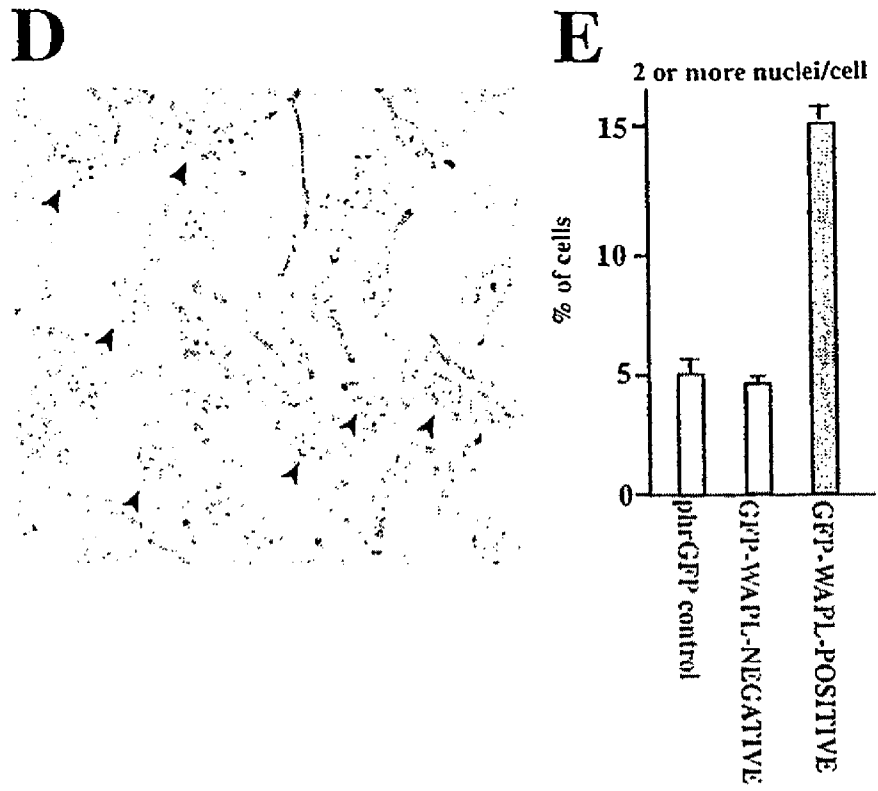 D
E
2 or more nuclei/cell
% of cells
15
10
5
0
phrGFP control
GFP-WAPL-NEGATIVE
GFP-WAPL-POSITIVE